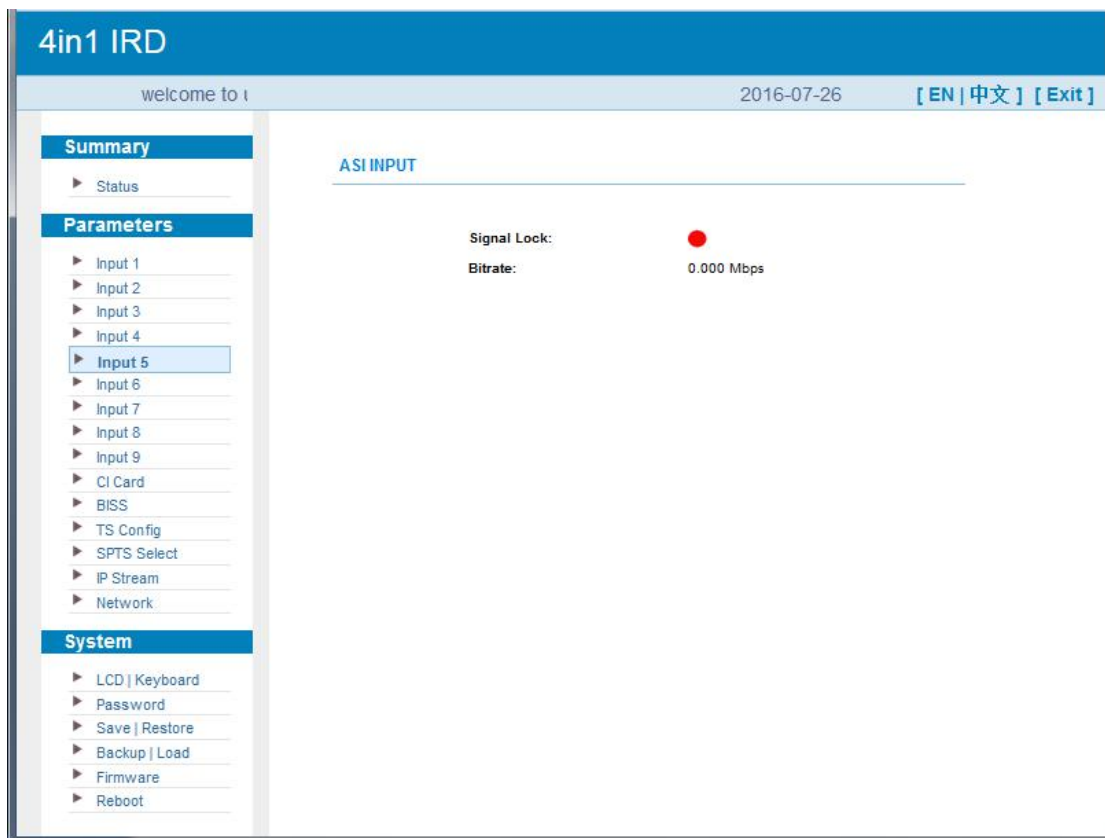 4in1 IRD
welcome to
2016-07-26
[ EN | 中文 ] [ Exit ]
Summary
Status
Parameters
Input 1
Input 2
Input 3
Input 4
Input 5
Input 6
Input 7
Input 8
Input 9
CI Card
BISS
TS Config
SPTS Select
IP Stream
Network
System
LCD | Keyboard
Password
Save | Restore
Backup | Load
Firmware
Reboot
ASI INPUT
Signal Lock:
Bitrate: 0.000 Mbps